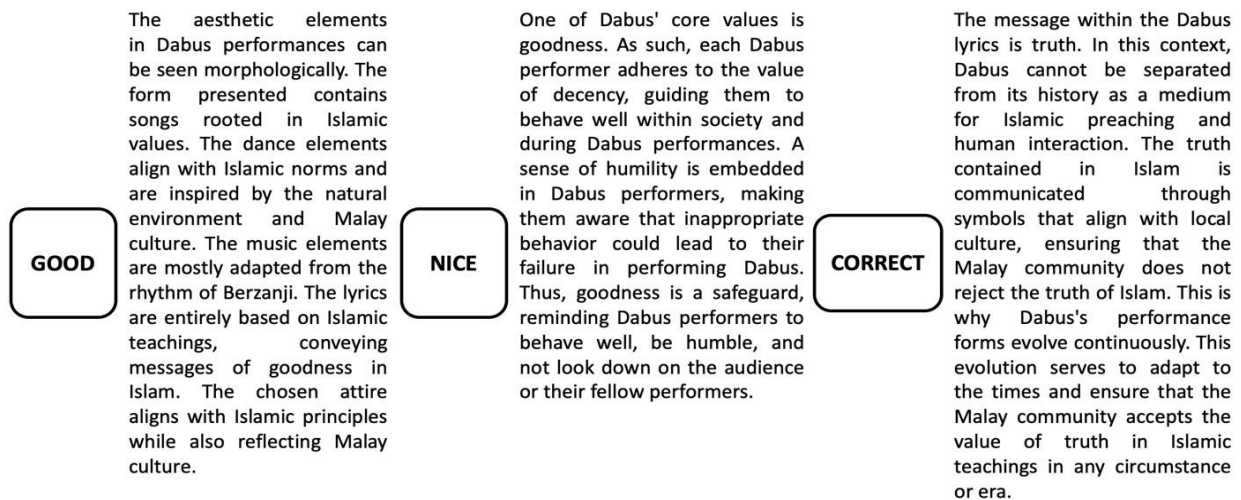 GOOD
The aesthetic elements
in Dabus performances can
be seen morphologically. The
form presented contains
songs rooted in Islamic
values. The dance elements
align with Islamic norms and
are inspired by the natural
environment and Malay
culture. The music elements
are mostly adapted from the
rhythm of Berzanji. The lyrics
are entirely based on Islamic
teachings, conveying
messages of goodness in
Islam. The chosen attire
aligns with Islamic principles
while also reflecting Malay
culture.
NICE
One of Dabus' core values is
goodness. As such, each Dabus
performer adheres to the value
of decency, guiding them to
behave well within society and
during Dabus performances. A
sense of humility is embedded
in Dabus performers, making
them aware that inappropriate
behavior could lead to their
failure in performing Dabus.
Thus, goodness is a safeguard,
reminding Dabus performers to
behave well, be humble, and
not look down on the audience
or their fellow performers.
CORRECT
The message within the Dabus
lyrics is truth. In this context,
Dabus cannot be separated
from its history as a medium
for Islamic preaching and
human interaction. The truth
contained in Islam is
communicated through
symbols that align with local
culture, ensuring that the
Malay community does not
reject the truth of Islam. This is
why Dabus's performance
forms evolve continuously. This
evolution serves to adapt to
the times and ensure that the
Malay community accepts the
value of truth in Islamic
teachings in any circumstance
or era.